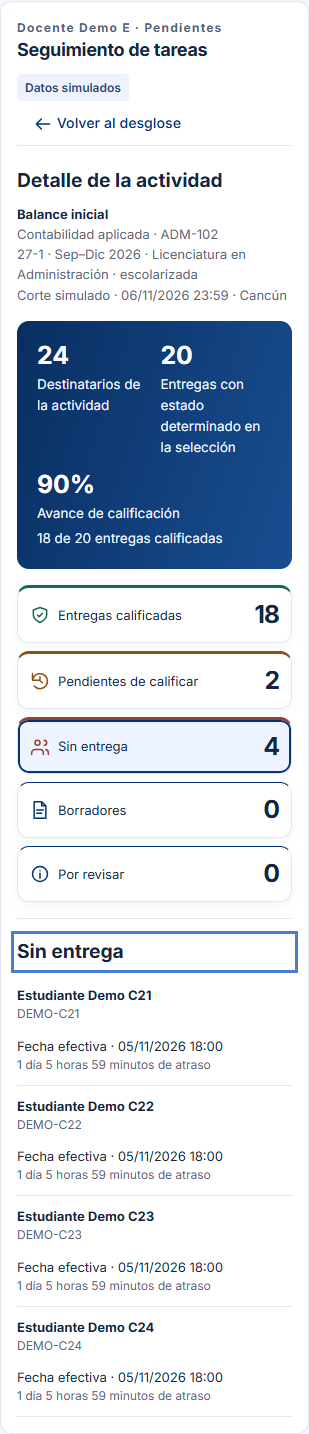 Docente Demo E · Pendientes
Seguimiento de tareas
Datos simulados
← Volver al desglose
Detalle de la actividad
Balance inicial
Contabilidad aplicada · ADM-102
27-1 · Sep–Dic 2026 · Licenciatura en
Administración · escolarizada
Corte simulado · 06/11/2026 23:59 · Cancún
24
Destinatarios de
la actividad
20
Entregas con
estado
determinado en
la selección
90%
Avance de calificación
18 de 20 entregas calificadas
Entregas calificadas 18
Pendientes de calificar 2
Sin entrega 4
Borradores 0
Por revisar 0
Sin entrega
Estudiante Demo C21
DEMO-C21
Fecha efectiva · 05/11/2026 18:00
1 día 5 horas 59 minutos de atraso
Estudiante Demo C22
DEMO-C22
Fecha efectiva · 05/11/2026 18:00
1 día 5 horas 59 minutos de atraso
Estudiante Demo C23
DEMO-C23
Fecha efectiva · 05/11/2026 18:00
1 día 5 horas 59 minutos de atraso
Estudiante Demo C24
DEMO-C24
Fecha efectiva · 05/11/2026 18:00
1 día 5 horas 59 minutos de atraso